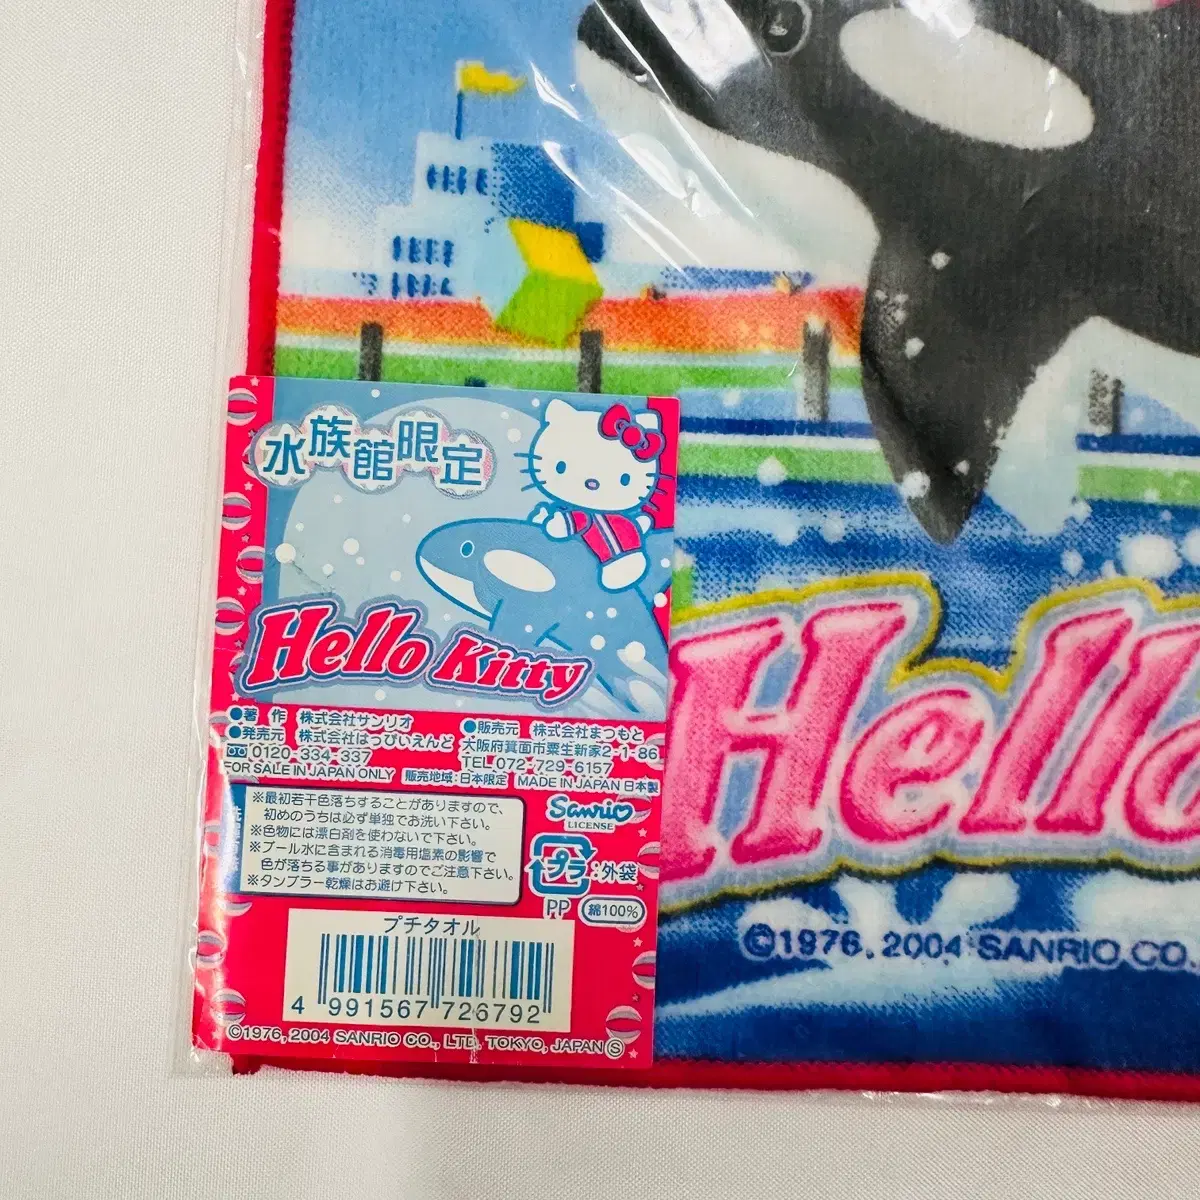 水族館限定
Hello Kitty
●著 作 株式会社サンリオ
●発売元 株式会社はっぴいえんど
0120-334-337
●販売元 株式会社まつもと
大阪府箕面市粟生新家2-1-86
TEL 072-729-6157
FOR SALE IN JAPAN ONLY 販売地域:日本限定 MADE IN JAPAN 日本製
※最初若干色落ちすることがありますので、
初めのうちは必ず単独でお洗い下さい。
※色物には漂白剤を使わないで下さい。
※プール水に含まれる消毒用塩素の影響で
色が落ちる事がありますのでご注意下さい。
※タンブラー乾燥はお避け下さい。
Sanrio
LICENSE
プラ :外袋
PP 綿100%
プチタオル
4 991567 726792
©1976, 2004 SANRIO CO., LTD. TOKYO, JAPAN Ⓢ
Hello
©1976, 2004 SANRIO CO.